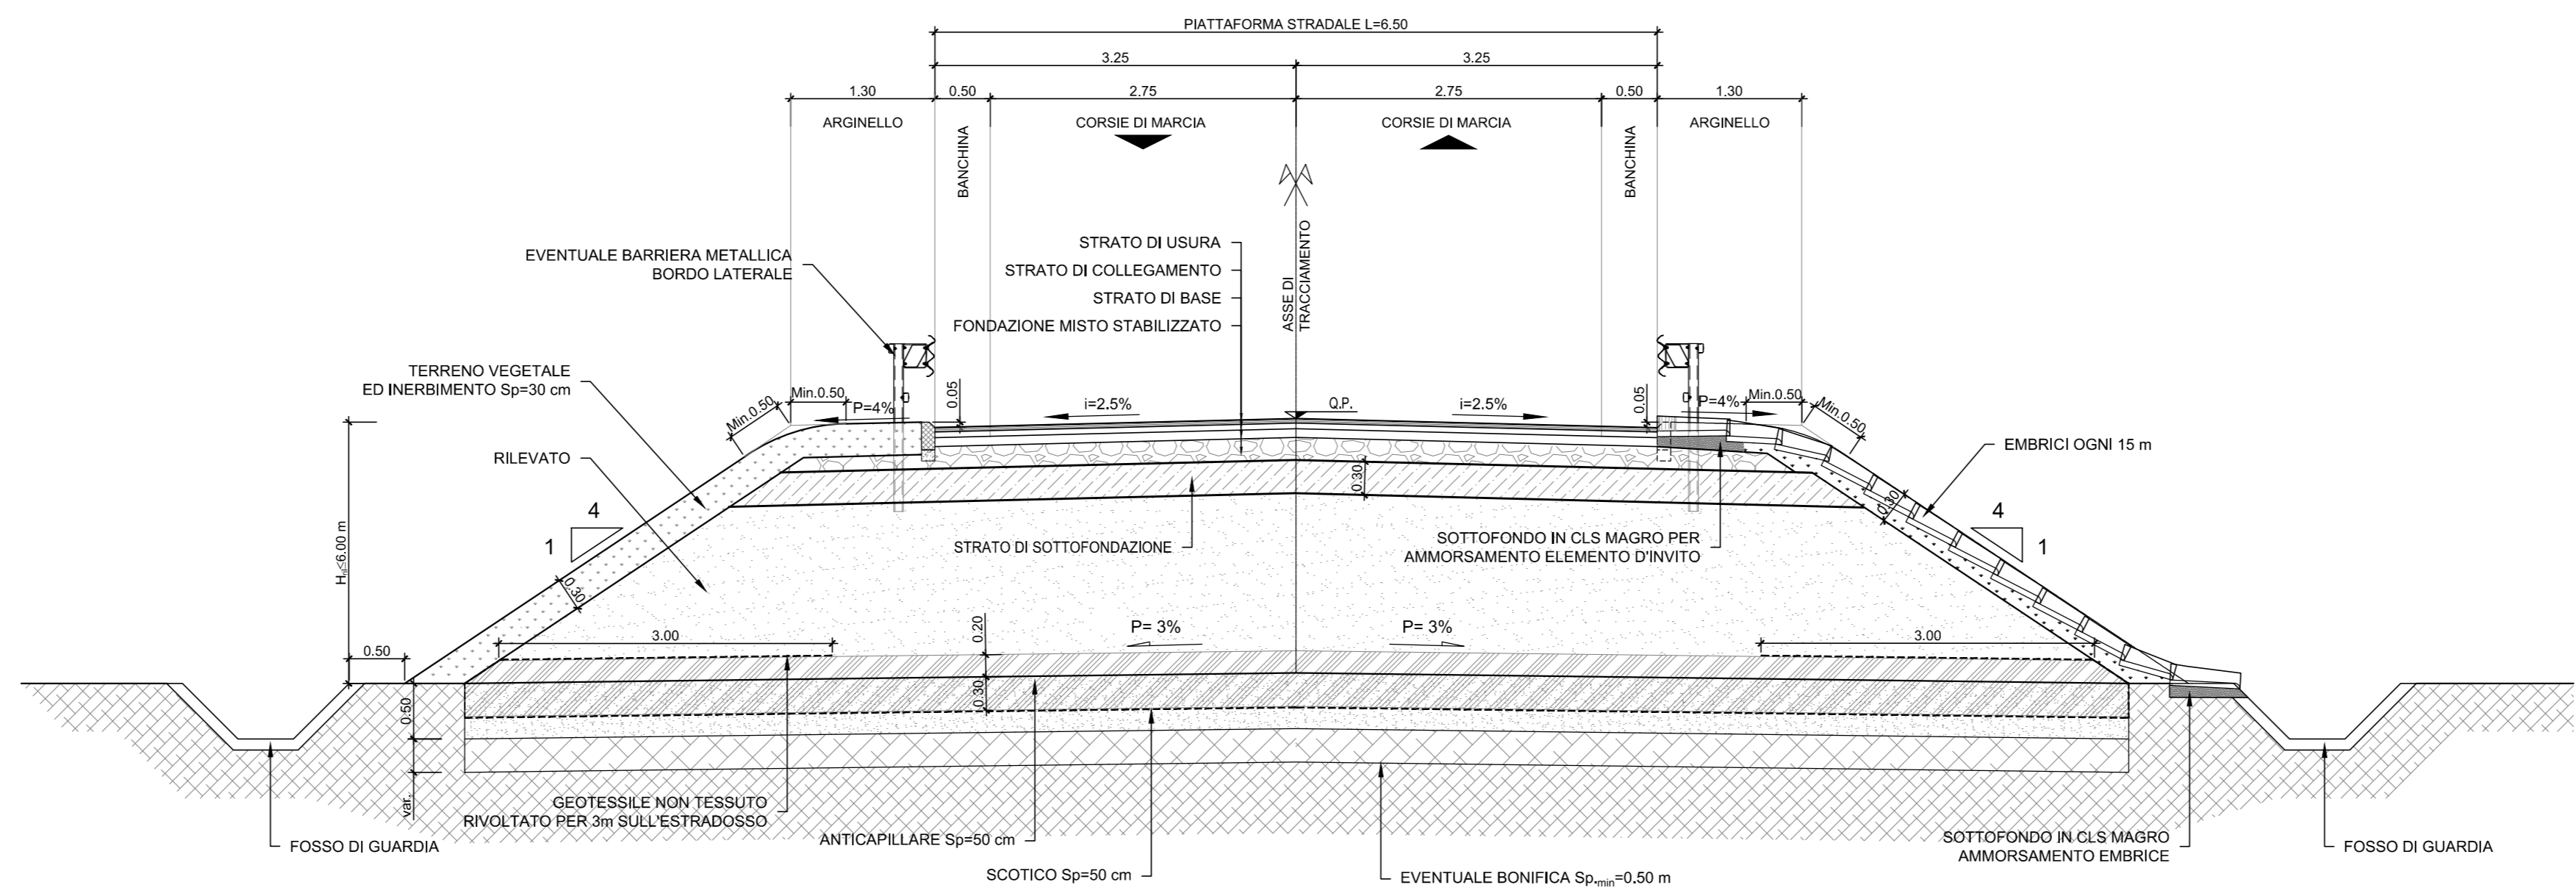 PIATTAFORMA STRADALE L=6.50
3.25
3.25
1.30
0.50
2.75
2.75
0.50
1.30
ARGINELLO
BANCHINA
CORSIE DI MARCIA
CORSIE DI MARCIA
BANCHINA
ARGINELLO
ASSE DI
TRACCIAMENTO
EVENTUALE BARRIERA METALLICA
BORDO LATERALE
STRATO DI USURA
STRATO DI COLLEGAMENTO
STRATO DI BASE
FONDAZIONE MISTO STABILIZZATO
TERRENO VEGETALE
ED INERBIMENTO Sp=30 cm
Min.0.50
Min.0.50
P=4%
0.05
i=2.5%
Q.P.
i=2.5%
0.05
P=4%
Min.0.50
Min.0.50
RILEVATO
EMBRICI OGNI 15 m
0.30
0.30
4
1
4
1
STRATO DI SOTTOFONDAZIONE
SOTTOFONDO IN CLS MAGRO PER
AMMORSAMENTO ELEMENTO D'INVITO
Hril≤6.00 m
0.30
0.50
3.00
0.20
P= 3%
P= 3%
3.00
0.50
0.30
var.
GEOTESSILE NON TESSUTO
RIVOLTATO PER 3m SULL'ESTRADOSSO
FOSSO DI GUARDIA
ANTICAPILLARE Sp=50 cm
SCOTICO Sp=50 cm
EVENTUALE BONIFICA Sp.min=0.50 m
SOTTOFONDO IN CLS MAGRO
AMMORSAMENTO EMBRICE
FOSSO DI GUARDIA